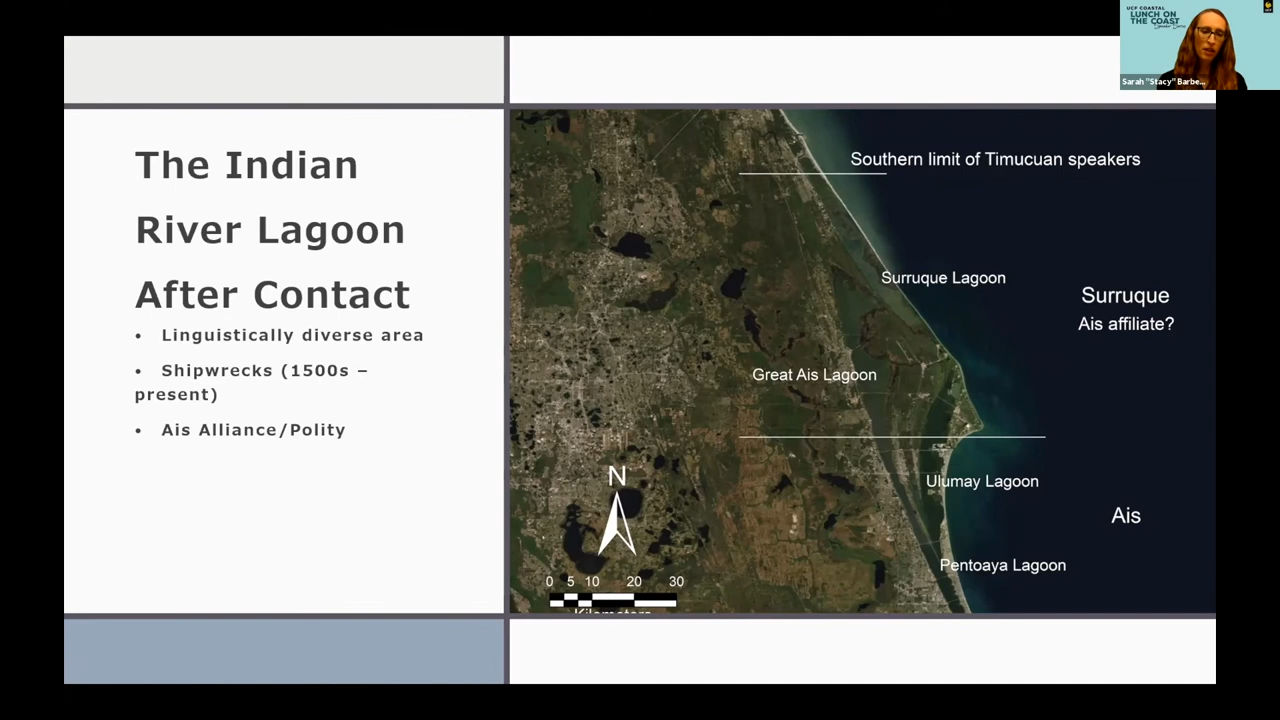 The Indian
River Lagoon
After Contact
• Linguistically diverse area
• Shipwrecks (1500s –
present)
• Ais Alliance/Polity
Southern limit of Timucuan speakers
Surruque Lagoon
Surruque
Ais affiliate?
Great Ais Lagoon
Ulumay Lagoon
Ais
Pentoaya Lagoon
N
0 5 10 20 30
Kilometers
UCF COASTAL
LUNCH ON
THE COAST
Sarah "Stacy" Barbe...
UCF